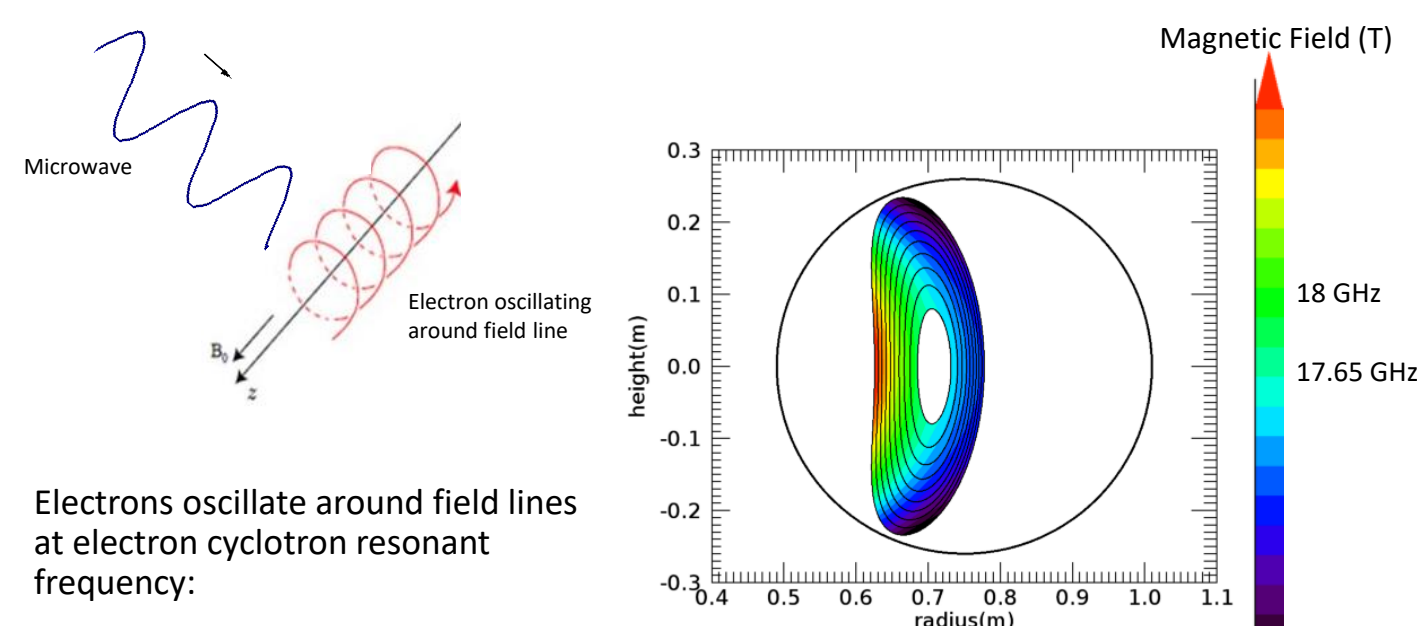 Magnetic Field (T)
Microwave
Electron oscillating
around field line
B₀
z
Electrons oscillate around field lines
at electron cyclotron resonant
frequency:
height(m)
0.3
0.2
0.1
0.0
-0.1
-0.2
-0.3
0.4 0.5 0.6 0.7 0.8 0.9 1.0 1.1
radius(m)
18 GHz
17.65 GHz